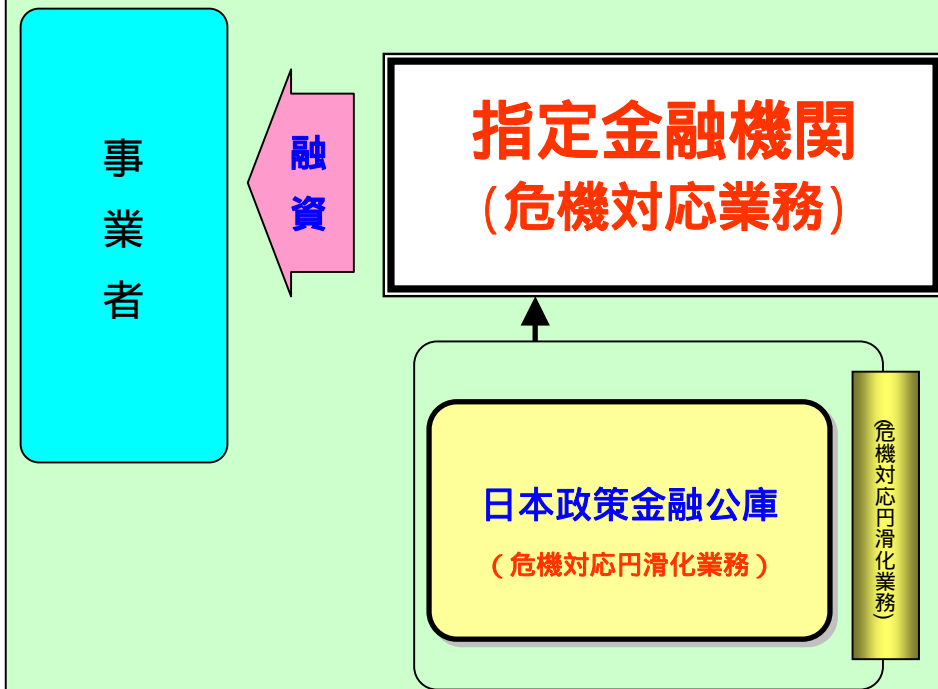 事業者
融資
指定金融機関
(危機対応業務)
日本政策金融公庫
(危機対応円滑化業務)
(危機対応円滑化業務)